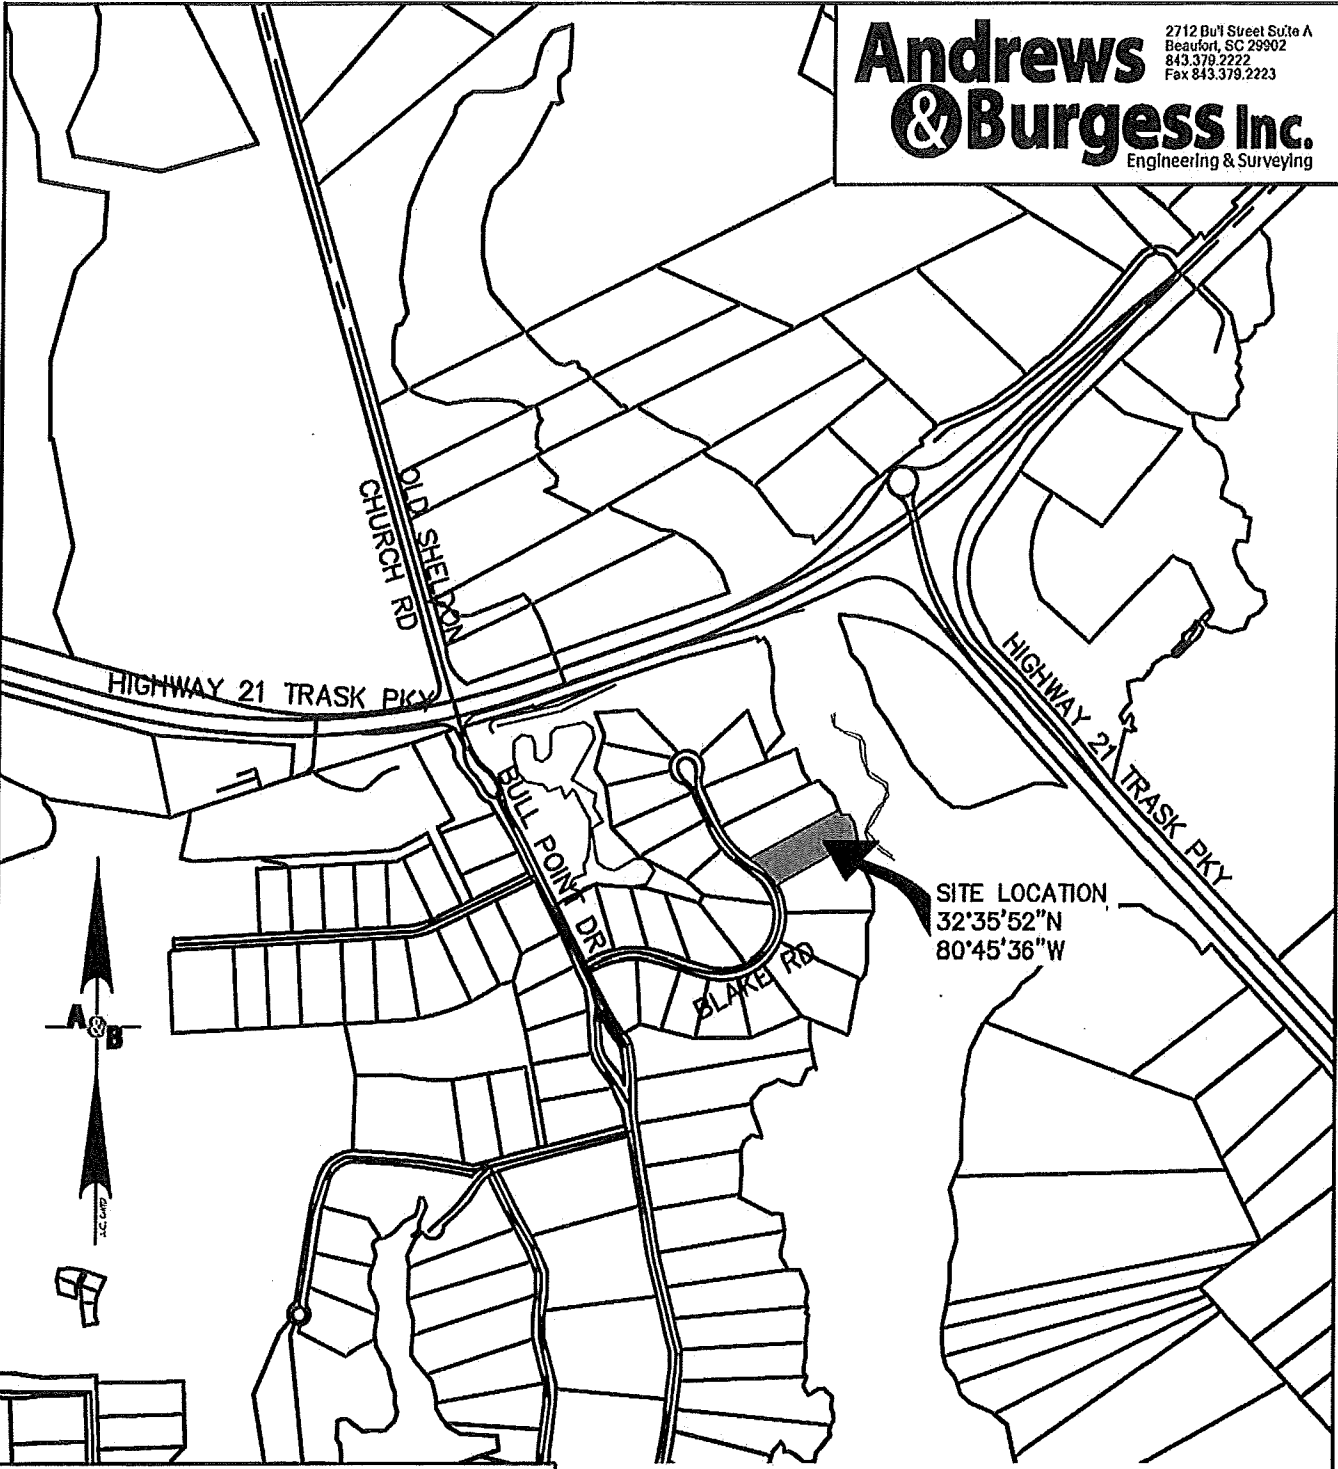 Andrews
& Burgess Inc.
Engineering & Surveying
2712 Bull Street Suite A
Beaufort, SC 29902
843.379.2222
Fax 843.379.2223
OLD SHELDON
CHURCH RD
HIGHWAY 21 TRASK PKY
HIGHWAY 21 TRASK PKY
BULL POINT DR
BLAKE RD
SITE LOCATION
32°35'52"N
80°45'36"W
A & B